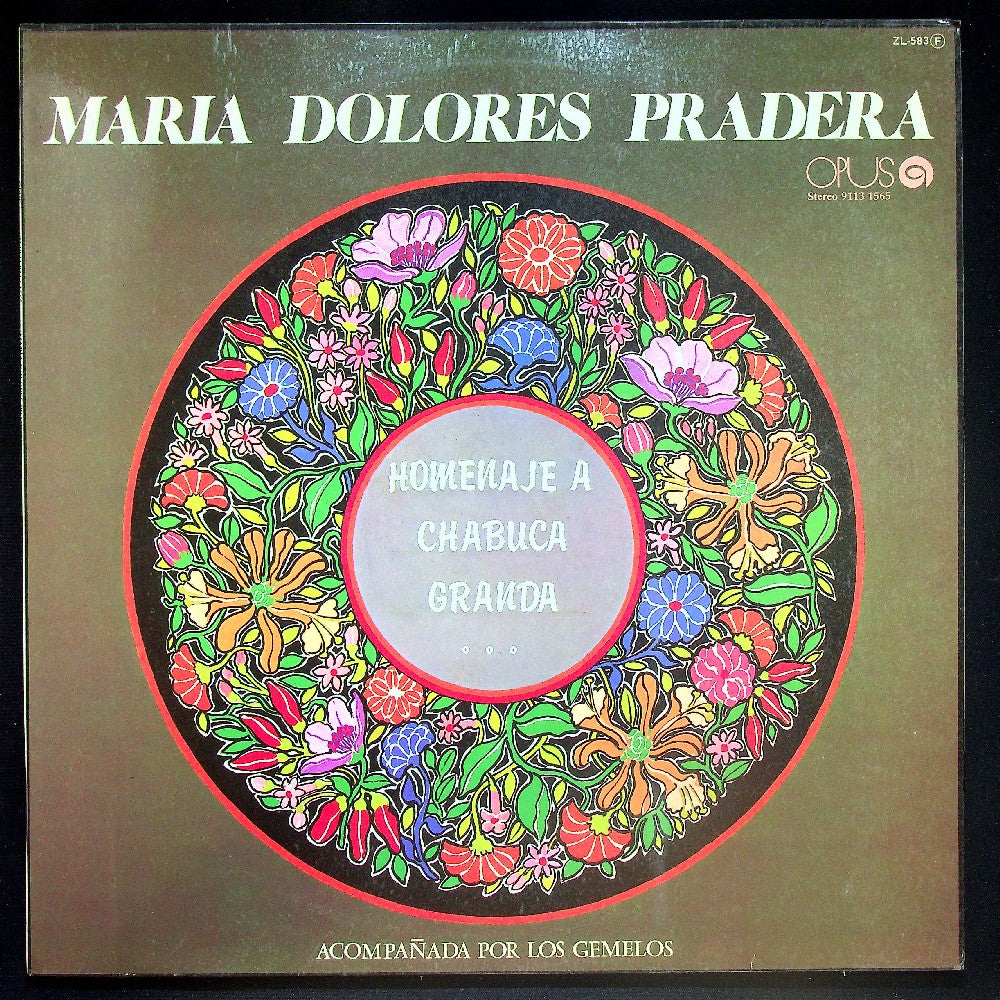 ZL-583 F
MARIA DOLORES PRADERA
OPUS
Stereo 9113 1565
HOMENAJE A
CHABUCA
GRANDA
...
ACOMPAÑADA POR LOS GEMELOS